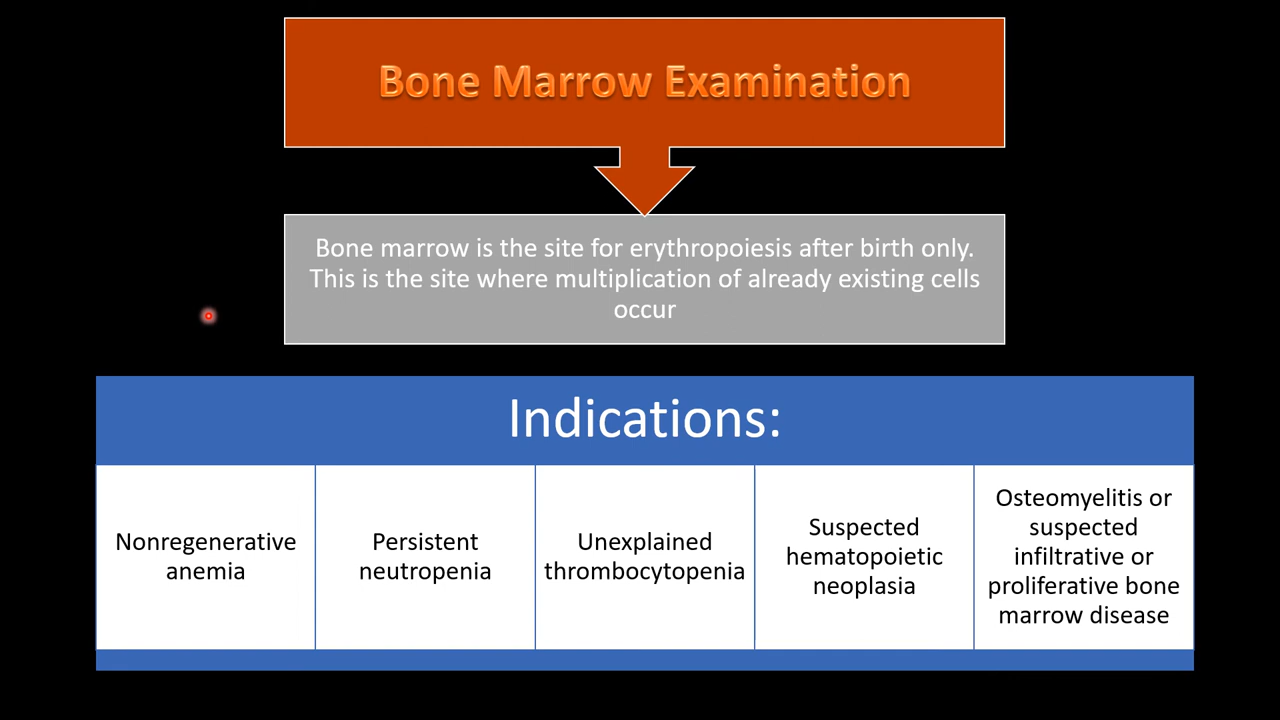 Bone Marrow Examination
Bone marrow is the site for erythropoiesis after birth only.
This is the site where multiplication of already existing cells
occur
Indications:
Nonregenerative
anemia
Persistent
neutropenia
Unexplained
thrombocytopenia
Suspected
hematopoietic
neoplasia
Osteomyelitis or
suspected
infiltrative or
proliferative bone
marrow disease